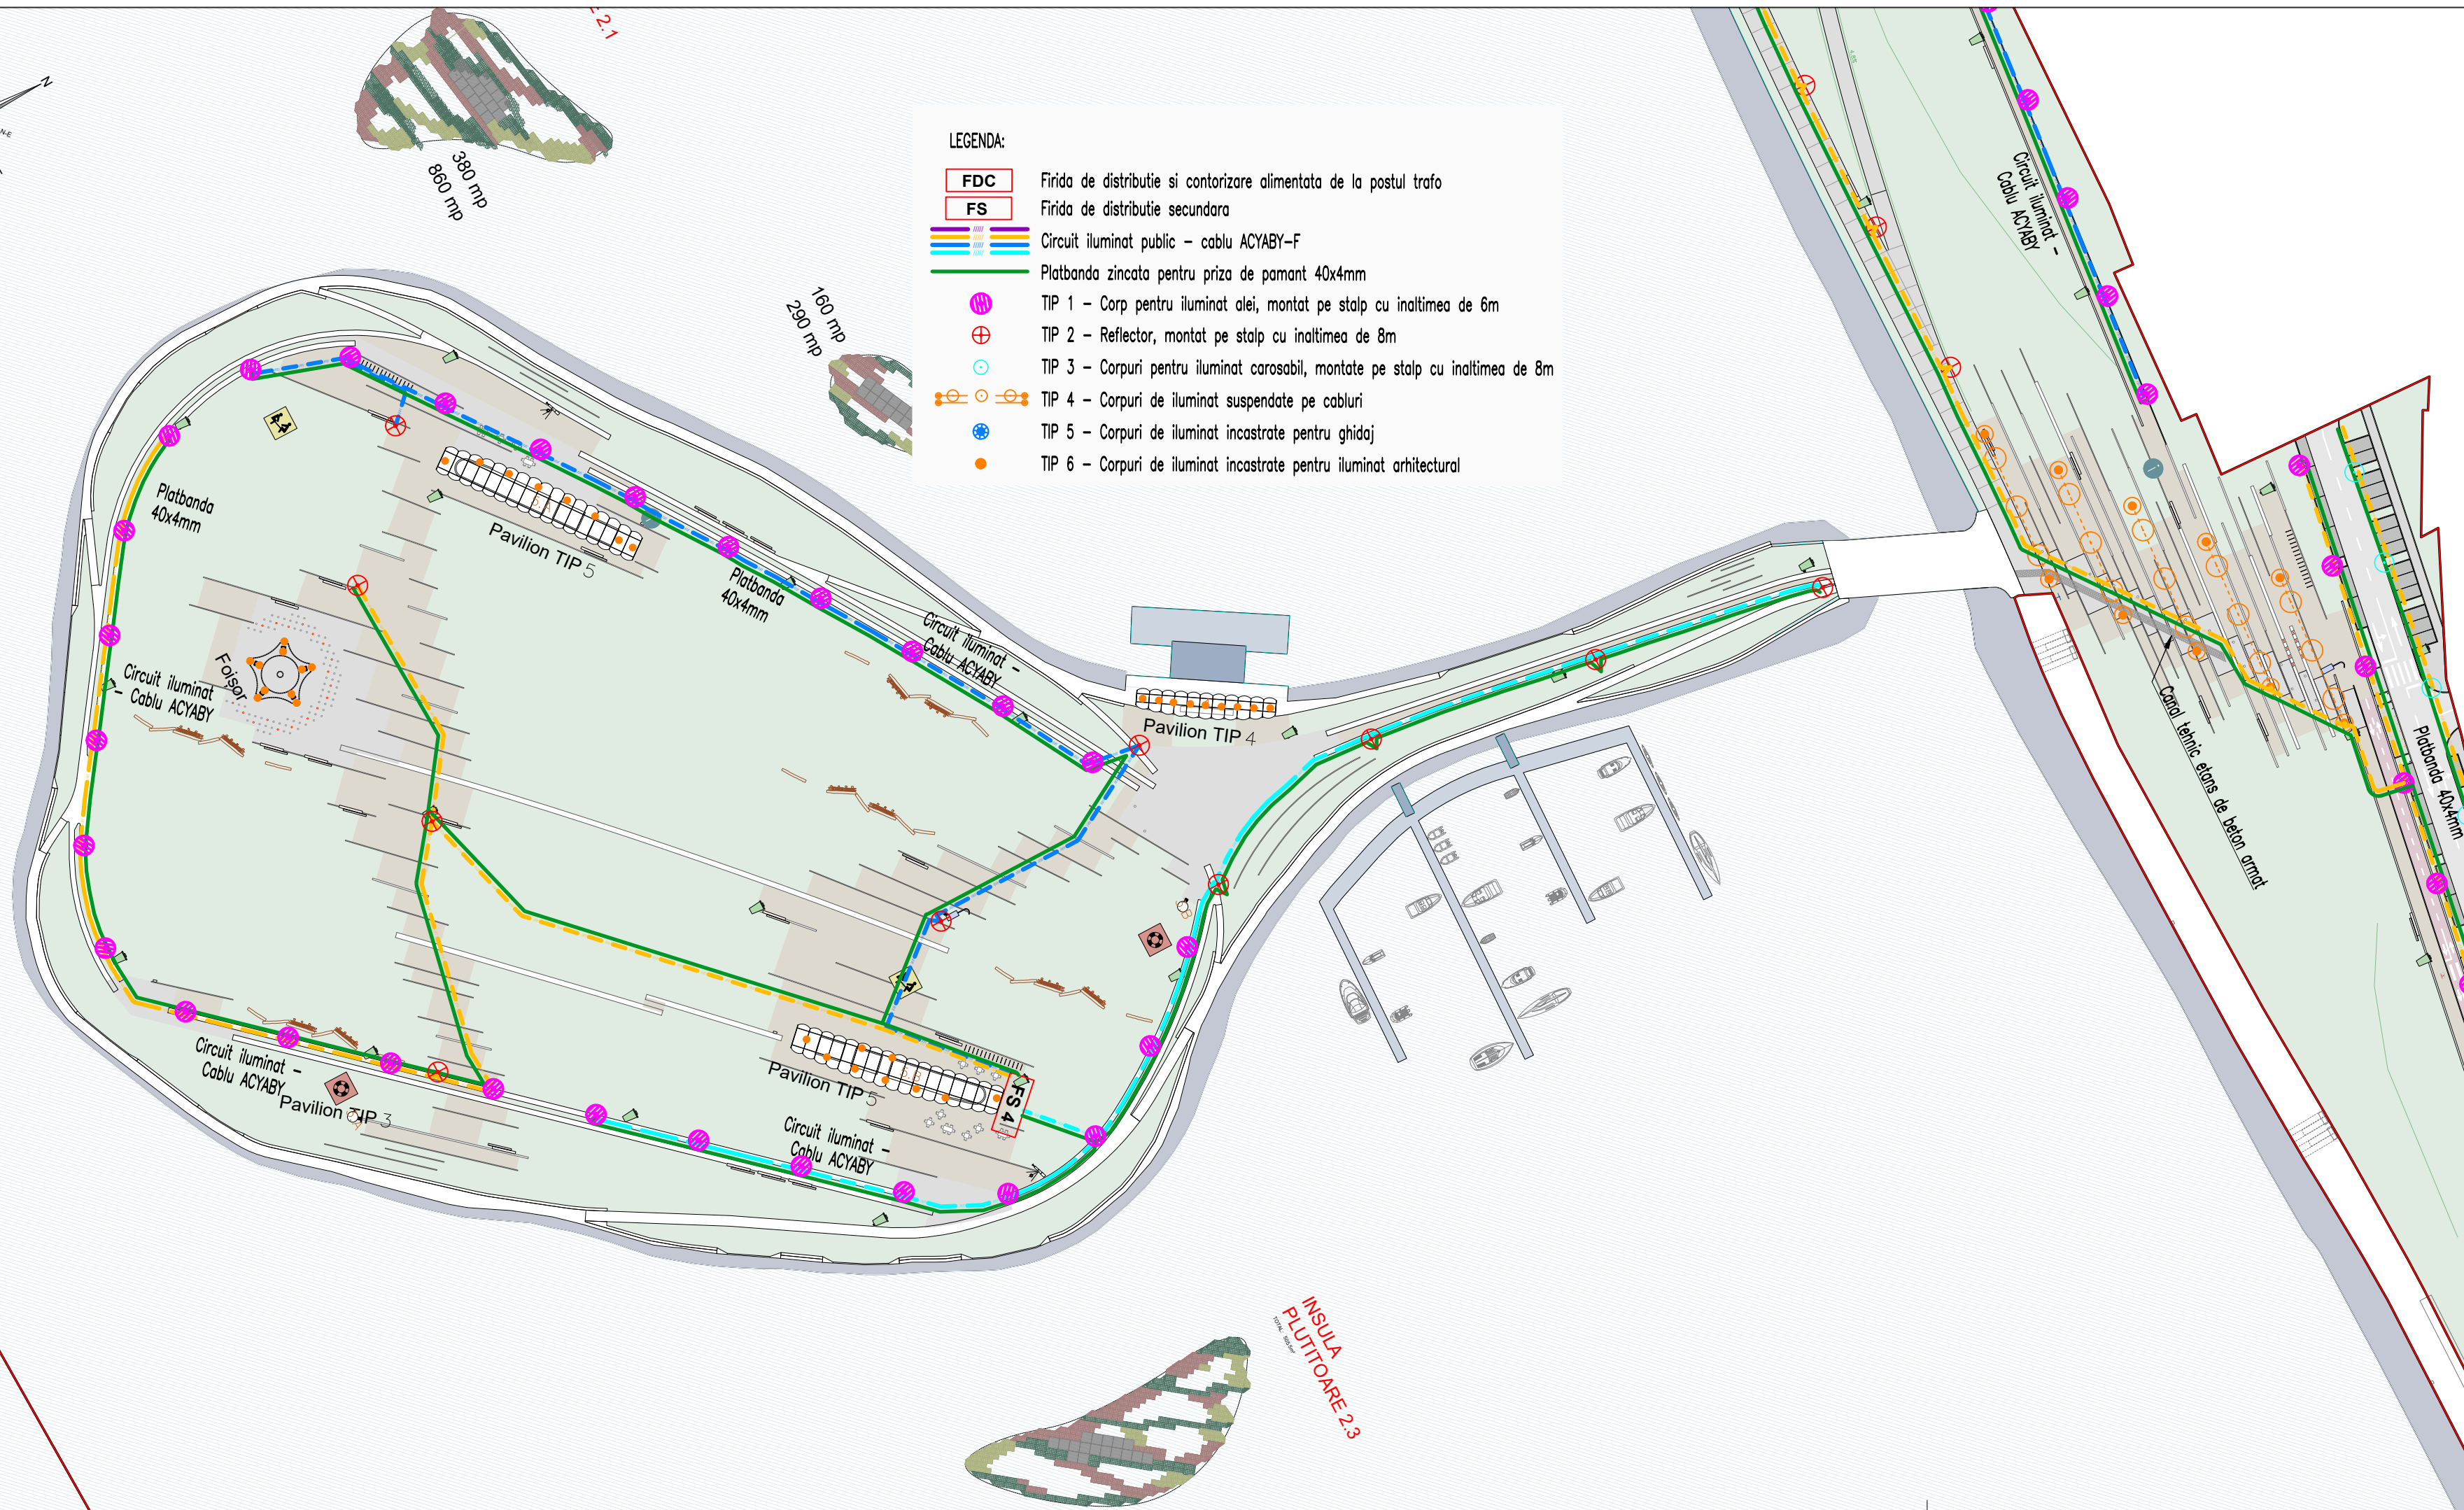 2.1
N
N-E
380 mp
860 mp
LEGENDA:
FDC Firida de distributie si contorizare alimentata de la postul trafo
FS Firida de distributie secundara
Circuit iluminat public - cablu ACYABY-F
Platbanda zincata pentru priza de pamant 40x4mm
TIP 1 - Corp pentru iluminat alei, montat pe stalp cu inaltimea de 6m
TIP 2 - Reflector, montat pe stalp cu inaltimea de 8m
TIP 3 - Corpuri pentru iluminat carosabil, montate pe stalp cu inaltimea de 8m
TIP 4 - Corpuri de iluminat suspendate pe cabluri
TIP 5 - Corpuri de iluminat incastrate pentru ghidaj
TIP 6 - Corpuri de iluminat incastrate pentru iluminat arhitectural
160 mp
290 mp
Circuit iluminat -
Cablu ACYABY
Platbanda
40x4mm
Pavilion TIP 5
Platbanda
40x4mm
Circuit iluminat -
Cablu ACYABY
Foisor
Circuit iluminat
- Cablu ACYABY
Pavilion TIP 4
Canal tehnic etans de beton armat
Platbanda 40x4mm
Circuit iluminat -
Cablu ACYABY
Pavilion TIP 3
Pavilion TIP 5
FS 4
Circuit iluminat -
Cablu ACYABY
INSULA
PLUTITOARE 2.3